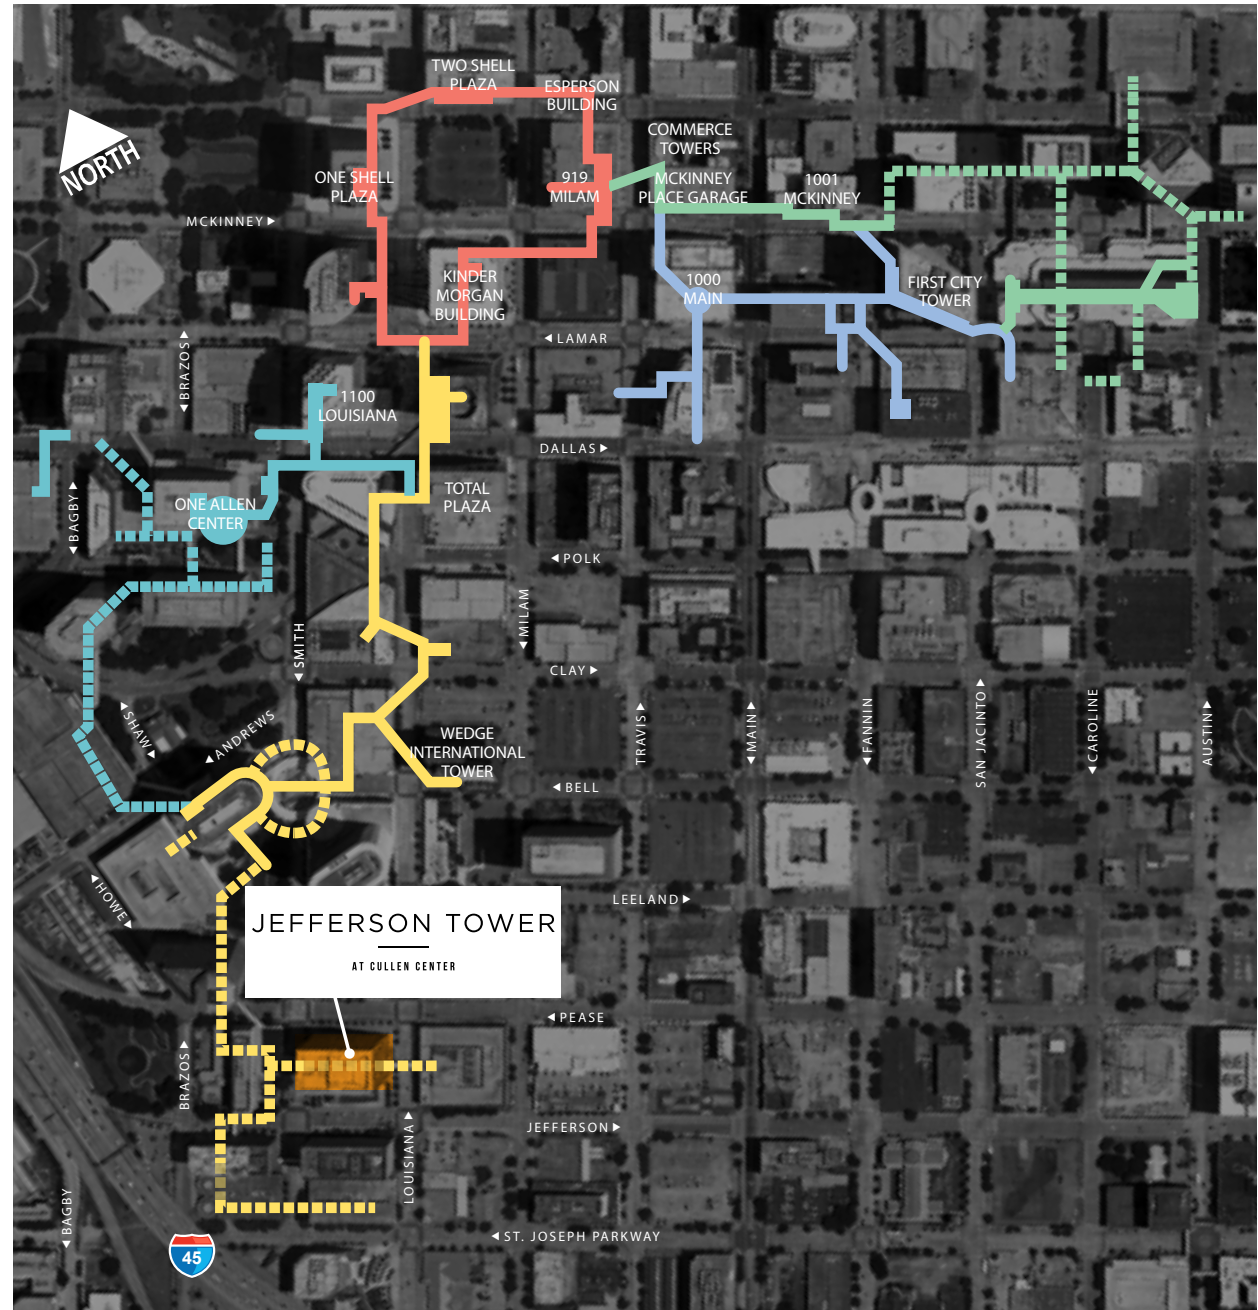 TWO SHELL
PLAZA
ESPERSON
BUILDING
NORTH
COMMERCE
TOWERS
ONE SHELL
PLAZA
919
MILAM
MCKINNEY
PLACE GARAGE
1001
MCKINNEY
MCKINNEY
KINDER
MORGAN
BUILDING
1000
MAIN
FIRST CITY
TOWER
LAMAR
BRAZOS
1100
LOUISIANA
DALLAS
BAGBY
ONE ALLEN
CENTER
TOTAL
PLAZA
POLK
MILAM
SMITH
CLAY
SHAW
ANDREWS
WEDGE
INTERNATIONAL
TOWER
TRAVIS
MAIN
FANNIN
SAN JACINTO
CAROLINE
AUSTIN
BELL
HOWE
LEELAND
JEFFERSON TOWER
AT CULLEN CENTER
PEASE
BRAZOS
LOUISIANA
JEFFERSON
BAGBY
45
ST. JOSEPH PARKWAY